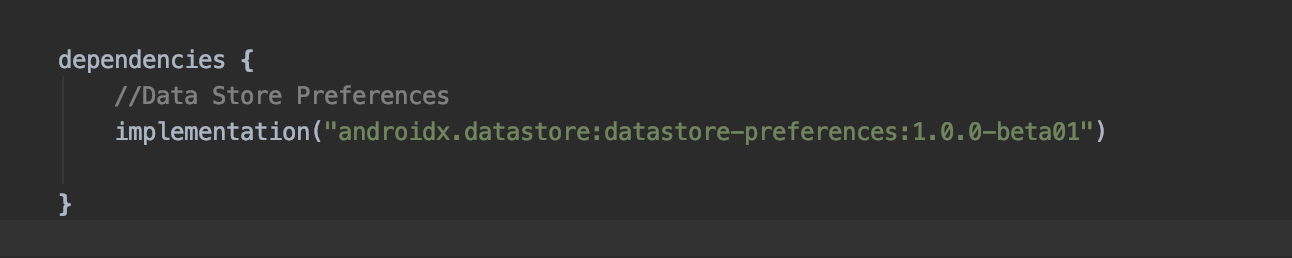 dependencies {
//Data Store Preferences
implementation("androidx.datastore:datastore-preferences:1.0.0-beta01")
}